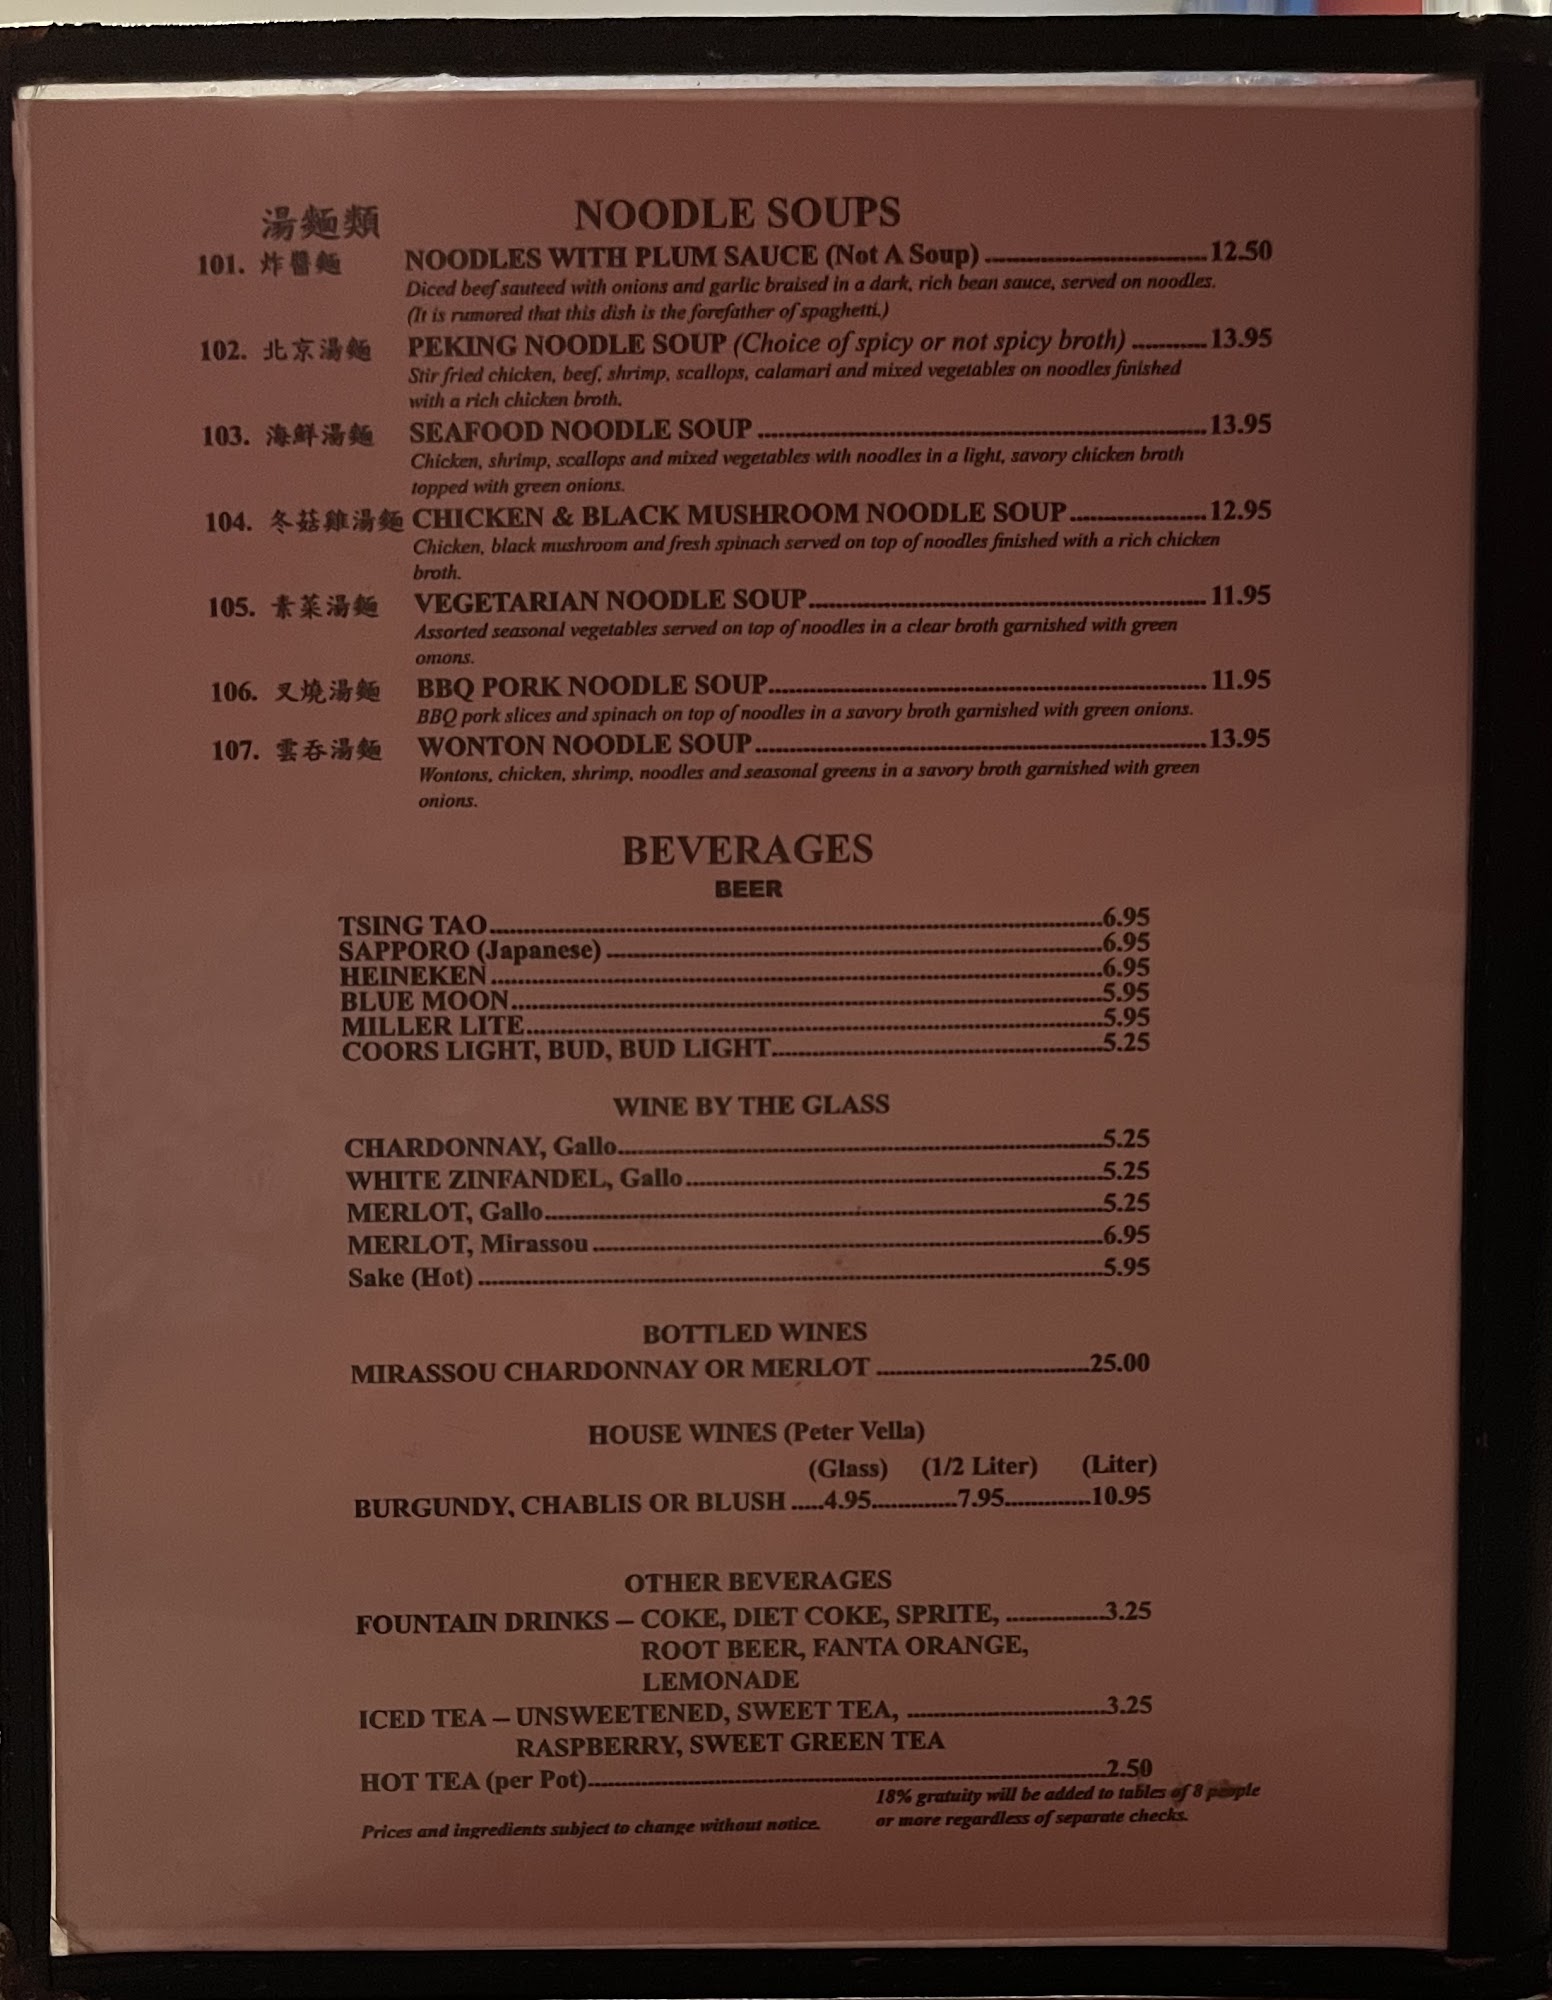 湯麵類 NOODLE SOUPS
101. 炸醬麵 NOODLES WITH PLUM SAUCE (Not A Soup) 12.50
Diced beef sauteed with onions and garlic braised in a dark, rich bean sauce, served on noodles.
(It is rumored that this dish is the forefather of spaghetti.)
102. 北京湯麵 PEKING NOODLE SOUP (Choice of spicy or not spicy broth) 13.95
Stir fried chicken, beef, shrimp, scallops, calamari and mixed vegetables on noodles finished
with a rich chicken broth.
103. 海鮮湯麵 SEAFOOD NOODLE SOUP 13.95
Chicken, shrimp, scallops and mixed vegetables with noodles in a light, savory chicken broth
topped with green onions.
104. 冬菇雞湯麵 CHICKEN & BLACK MUSHROOM NOODLE SOUP 12.95
Chicken, black mushroom and fresh spinach served on top of noodles finished with a rich chicken
broth.
105. 素菜湯麵 VEGETARIAN NOODLE SOUP 11.95
Assorted seasonal vegetables served on top of noodles in a clear broth garnished with green
omons.
106. 叉燒湯麵 BBQ PORK NOODLE SOUP 11.95
BBQ pork slices and spinach on top of noodles in a savory broth garnished with green onions.
107. 雲吞湯麵 WONTON NOODLE SOUP 13.95
Wontons, chicken, shrimp, noodles and seasonal greens in a savory broth garnished with green
onions.
BEVERAGES
BEER
TSING TAO 6.95
SAPPORO (Japanese) 6.95
HEINEKEN 6.95
BLUE MOON 5.95
MILLER LITE 5.95
COORS LIGHT, BUD, BUD LIGHT 5.25
WINE BY THE GLASS
CHARDONNAY, Gallo 5.25
WHITE ZINFANDEL, Gallo 5.25
MERLOT, Gallo 5.25
MERLOT, Mirassou 6.95
Sake (Hot) 5.95
BOTTLED WINES
MIRASSOU CHARDONNAY OR MERLOT 25.00
HOUSE WINES (Peter Vella)
(Glass) (1/2 Liter) (Liter)
BURGUNDY, CHABLIS OR BLUSH 4.95 7.95 10.95
OTHER BEVERAGES
FOUNTAIN DRINKS – COKE, DIET COKE, SPRITE, 3.25
ROOT BEER, FANTA ORANGE,
LEMONADE
ICED TEA – UNSWEETENED, SWEET TEA, 3.25
RASPBERRY, SWEET GREEN TEA
HOT TEA (per Pot) 2.50
18% gratuity will be added to tables of 8 people
or more regardless of separate checks.
Prices and ingredients subject to change without notice.